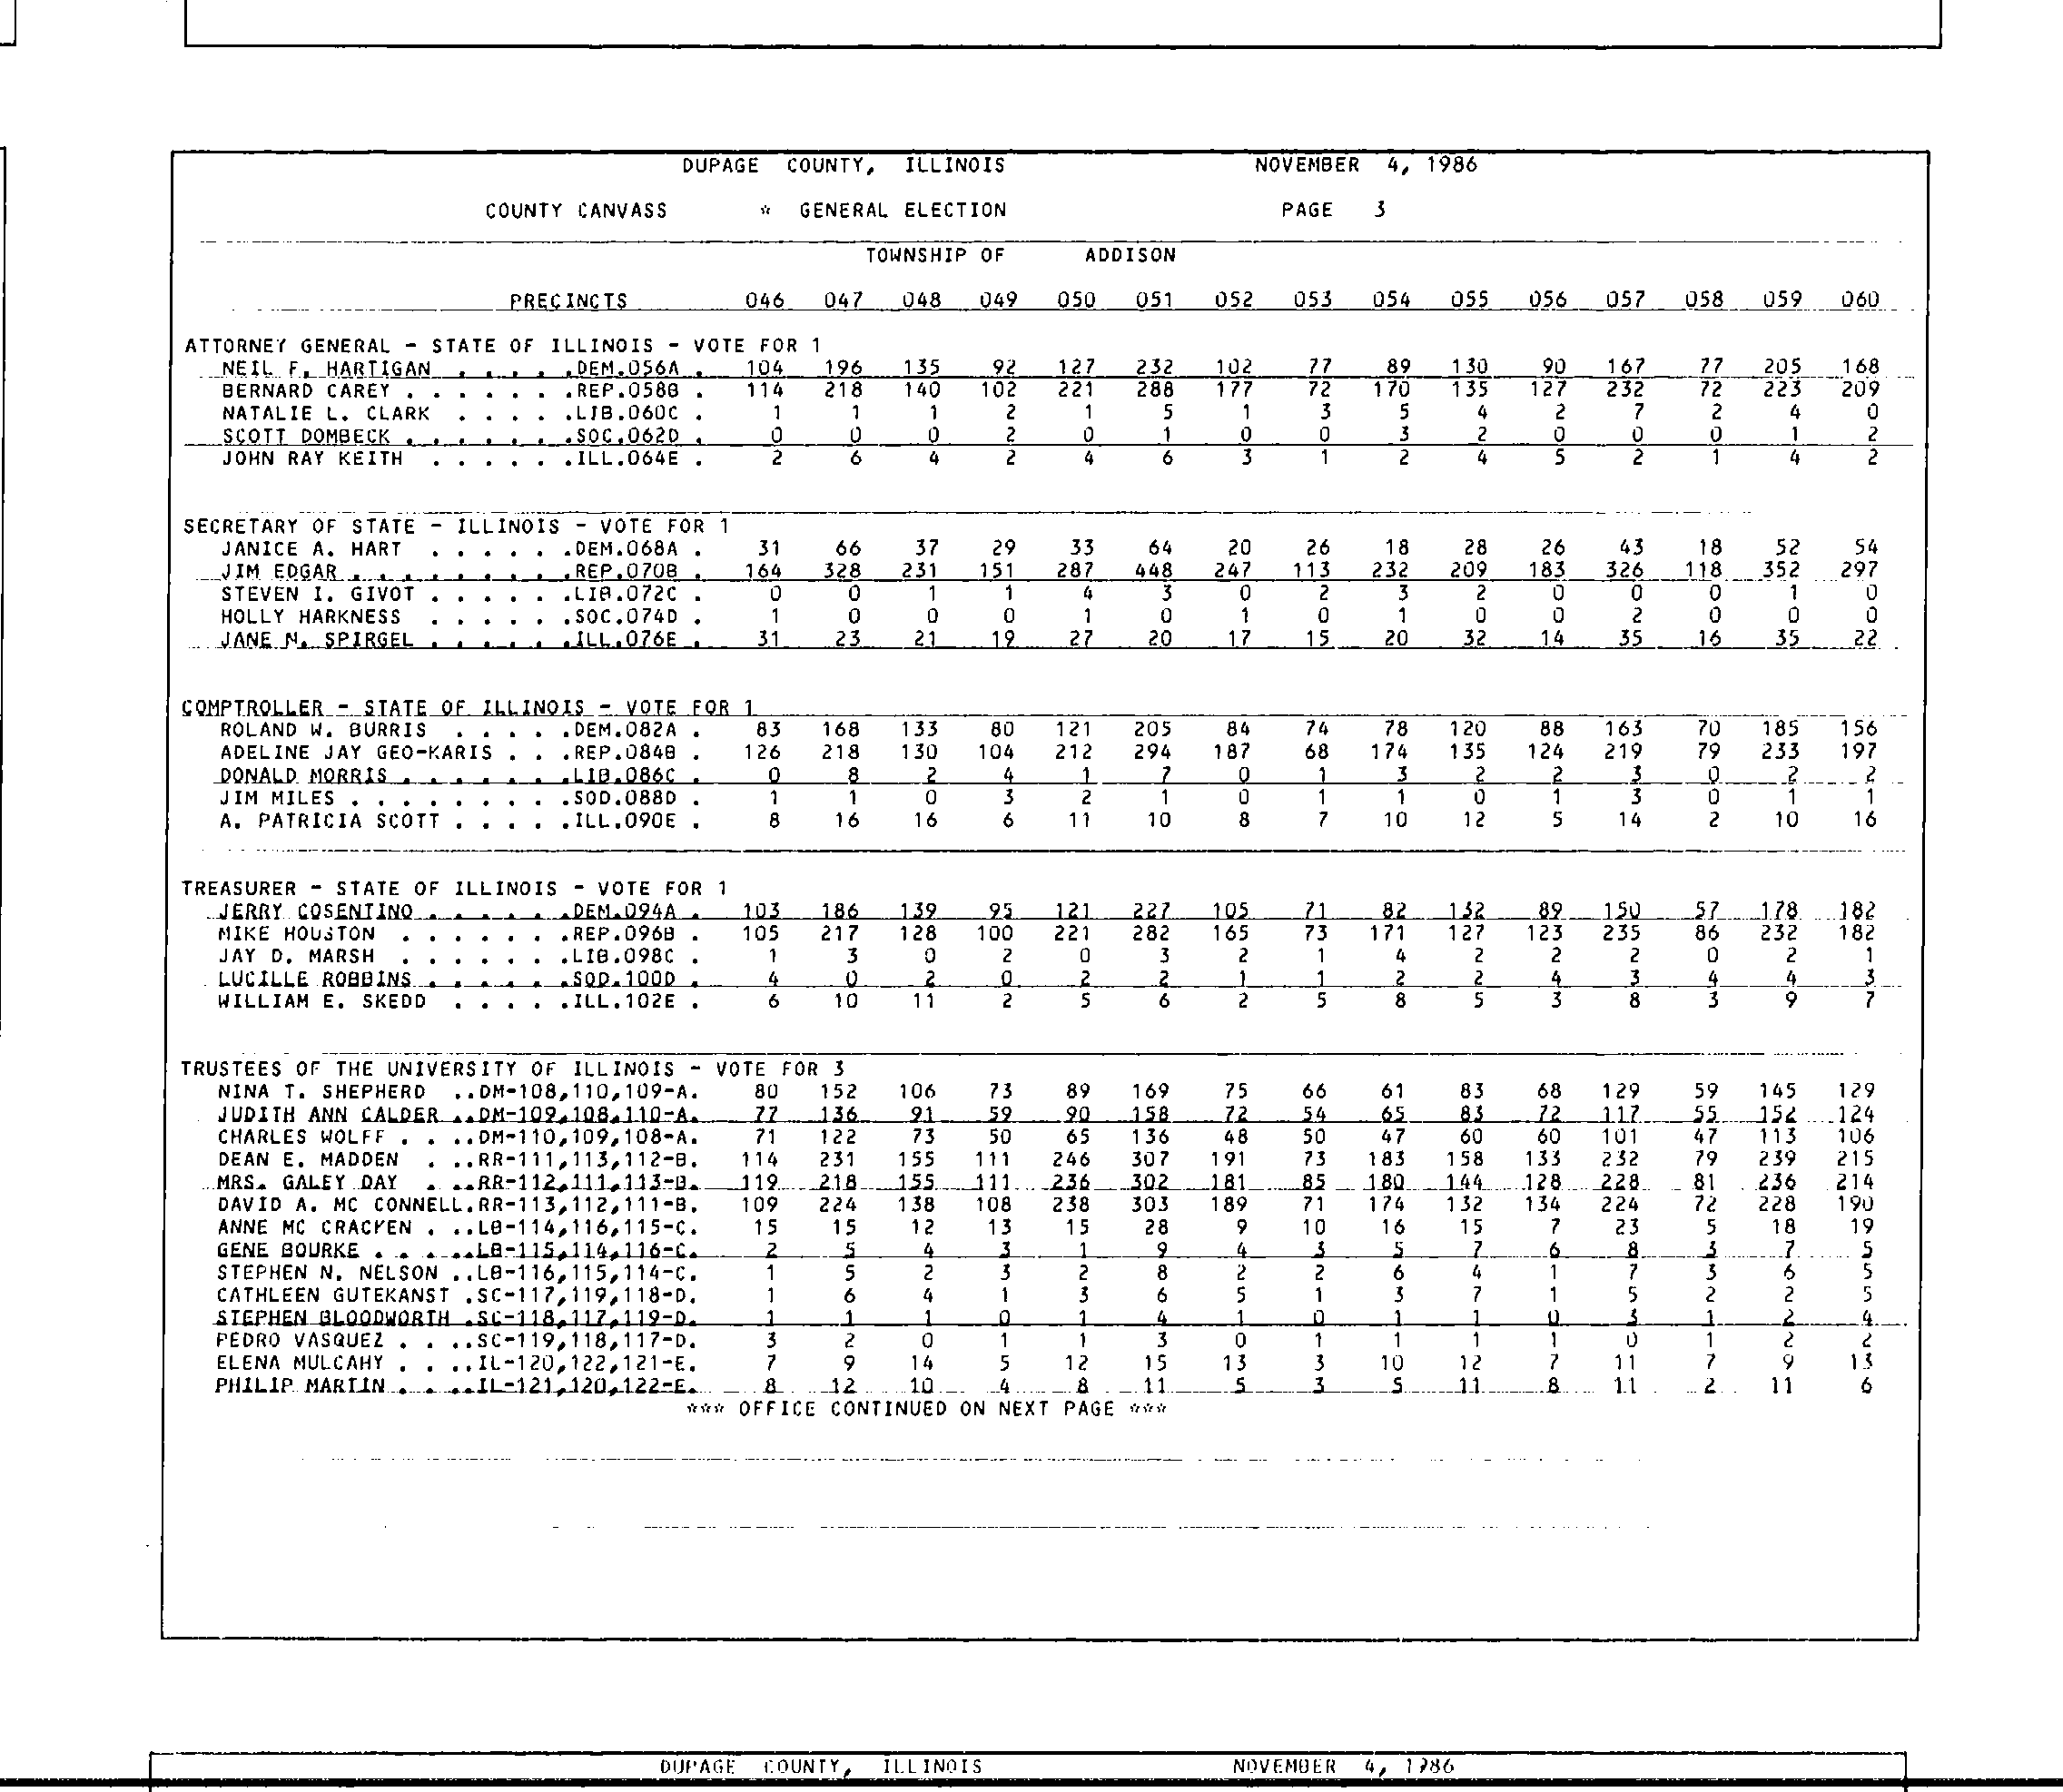 DUPAGE COUNTY, ILLINOIS NOVEMBER 4, 1986
COUNTY CANVASS * GENERAL ELECTION PAGE 3
TOWNSHIP OF ADDISON
PRECINCTS 046 047 048 049 050 051 052 053 054 055 056 057 058 059 060
ATTORNEY GENERAL - STATE OF ILLINOIS - VOTE FOR 1
NEIL F. HARTIGAN . . . . .DEM.056A . 104 196 135 92 127 232 102 77 89 130 90 167 77 205 168
BERNARD CAREY . . . . . . .REP.058B . 114 218 140 102 221 288 177 72 170 135 127 232 72 223 209
NATALIE L. CLARK . . . . .LIB.060C . 1 1 1 2 1 5 1 3 5 4 2 7 2 4 0
SCOTT DOMBECK . . . . . . .SOC.062D . 0 0 0 2 0 1 0 0 3 2 0 0 0 1 2
JOHN RAY KEITH . . . . . .ILL.064E . 2 6 4 2 4 6 3 1 2 4 5 2 1 4 2
SECRETARY OF STATE - ILLINOIS - VOTE FOR 1
JANICE A. HART . . . . . .DEM.068A . 31 66 37 29 33 64 20 26 18 28 26 43 18 52 54
JIM EDGAR . . . . . . . . .REP.070B . 164 328 231 151 287 448 247 113 232 209 183 326 118 352 297
STEVEN I. GIVOT . . . . . .LIB.072C . 0 0 1 1 4 3 0 2 3 2 0 0 0 1 0
HOLLY HARKNESS . . . . . .SOC.074D . 1 0 0 0 1 0 1 0 1 0 0 2 0 0 0
JANE M. SPIRGEL . . . . . .ILL.076E . 31 23 21 19 27 20 17 15 20 32 14 35 16 35 22
COMPTROLLER - STATE OF ILLINOIS - VOTE FOR 1
ROLAND W. BURRIS . . . . .DEM.082A . 83 168 133 80 121 205 84 74 78 120 88 163 70 185 156
ADELINE JAY GEO-KARIS . . .REP.084B . 126 218 130 104 212 294 187 68 174 135 124 219 79 233 197
DONALD MORRIS . . . . . . .LIB.086C . 0 8 2 4 1 7 0 1 3 2 2 3 0 2 2
JIM MILES . . . . . . . . .SOD.088D . 1 1 0 3 2 1 0 1 1 0 1 3 0 1 1
A. PATRICIA SCOTT . . . . .ILL.090E . 8 16 16 6 11 10 8 7 10 12 5 14 2 10 16
TREASURER - STATE OF ILLINOIS - VOTE FOR 1
JERRY COSENTINO . . . . . .DEM.094A . 103 186 139 95 121 227 105 71 82 132 89 150 57 178 182
MIKE HOUSTON . . . . . . .REP.096B . 105 217 128 100 221 282 165 73 171 127 123 235 86 232 182
JAY D. MARSH . . . . . . .LIB.098C . 1 3 0 2 0 3 2 1 4 2 2 2 0 2 1
LUCILLE ROBBINS . . . . . .SOD.100D . 4 0 2 0 2 2 1 1 2 2 4 3 4 4 3
WILLIAM E. SKEDD . . . . .ILL.102E . 6 10 11 2 5 6 2 5 8 5 3 8 3 9 7
TRUSTEES OF THE UNIVERSITY OF ILLINOIS - VOTE FOR 3
NINA T. SHEPHERD ..DM-108,110,109-A. 80 152 106 73 89 169 75 66 61 83 68 129 59 145 129
JUDITH ANN CALDER ..DM-109,108,110-A. 77 136 91 59 90 158 72 54 65 83 72 117 55 152 124
CHARLES WOLFF . . ..DM-110,109,108-A. 71 122 73 50 65 136 48 50 47 60 60 101 47 113 106
DEAN E. MADDEN . ..RR-111,113,112-B. 114 231 155 111 246 307 191 73 183 158 133 232 79 239 215
MRS. GALEY DAY . ..RR-112,111,113-B. 119 218 155 111 236 302 181 85 180 144 128 228 81 236 214
DAVID A. MC CONNELL.RR-113,112,111-B. 109 224 138 108 238 303 189 71 174 132 134 224 72 228 190
ANNE MC CRACKEN . ..LB-114,116,115-C. 15 15 12 13 15 28 9 10 16 15 7 23 5 18 19
GENE BOURKE . . . ..LB-115,114,116-C. 2 5 4 3 1 9 4 3 5 7 6 8 3 7 5
STEPHEN N. NELSON ..LB-116,115,114-C. 1 5 2 3 2 8 2 2 6 4 1 7 3 6 5
CATHLEEN GUTEKANST .SC-117,119,118-D. 1 6 4 1 3 6 5 1 3 7 1 5 2 2 5
STEPHEN BLOODWORTH .SC-118,117,119-D. 1 1 1 0 1 4 1 0 1 1 0 3 1 2 4
PEDRO VASQUEZ . . ..SC-119,118,117-D. 3 2 0 1 1 3 0 1 1 1 1 0 1 2 2
ELENA MULCAHY . . ..IL-120,122,121-E. 7 9 14 5 12 15 13 3 10 12 7 11 7 9 13
PHILIP MARTIN . . ..IL-121,120,122-E. 8 12 10 4 8 11 5 3 5 11 8 11 2 11 6
*** OFFICE CONTINUED ON NEXT PAGE ***
DUPAGE COUNTY, ILLINOIS NOVEMBER 4, 1986